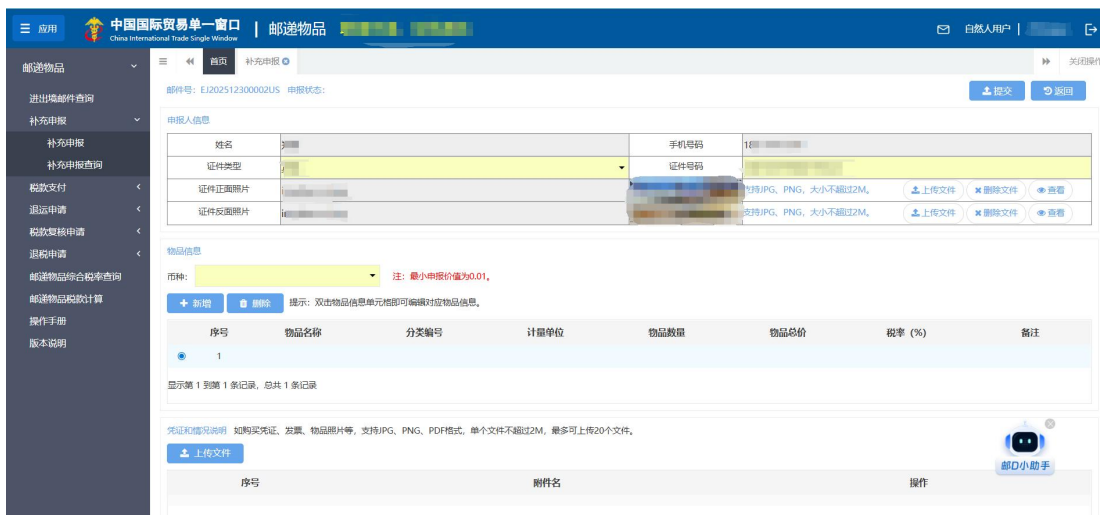 应用
中国国际贸易单一窗口 | 邮递物品
China International Trade Single Window
自然人用户 |
邮递物品
首页 补充申报
关闭操作
进出境邮件查询
补充申报
补充申报
补充申报查询
税款支付
退运申请
税款复核申请
退税申请
邮递物品综合税率查询
邮递物品税款计算
操作手册
版本说明
邮件号: EJ202512300002US 申报状态:
提交 返回
申报人信息
姓名 手机号码 18
证件类型 证件号码
证件正面照片 支持JPG, PNG, 大小不超过2M。 上传文件 删除文件 查看
证件反面照片 支持JPG, PNG, 大小不超过2M。 上传文件 删除文件 查看
物品信息
币种: 注: 最小申报价值为0.01。
新增 删除 提示: 双击物品信息单元格即可编辑对应物品信息。
序号 物品名称 分类编号 计量单位 物品数量 物品总价 税率 (%) 备注
1
显示第 1 到第 1 条记录, 总共 1 条记录
凭证和情况说明 如购买凭证、发票、物品照片等, 支持JPG、PNG、PDF格式, 单个文件不超过2M, 最多可上传20个文件。
上传文件
邮D小助手
序号 附件名 操作